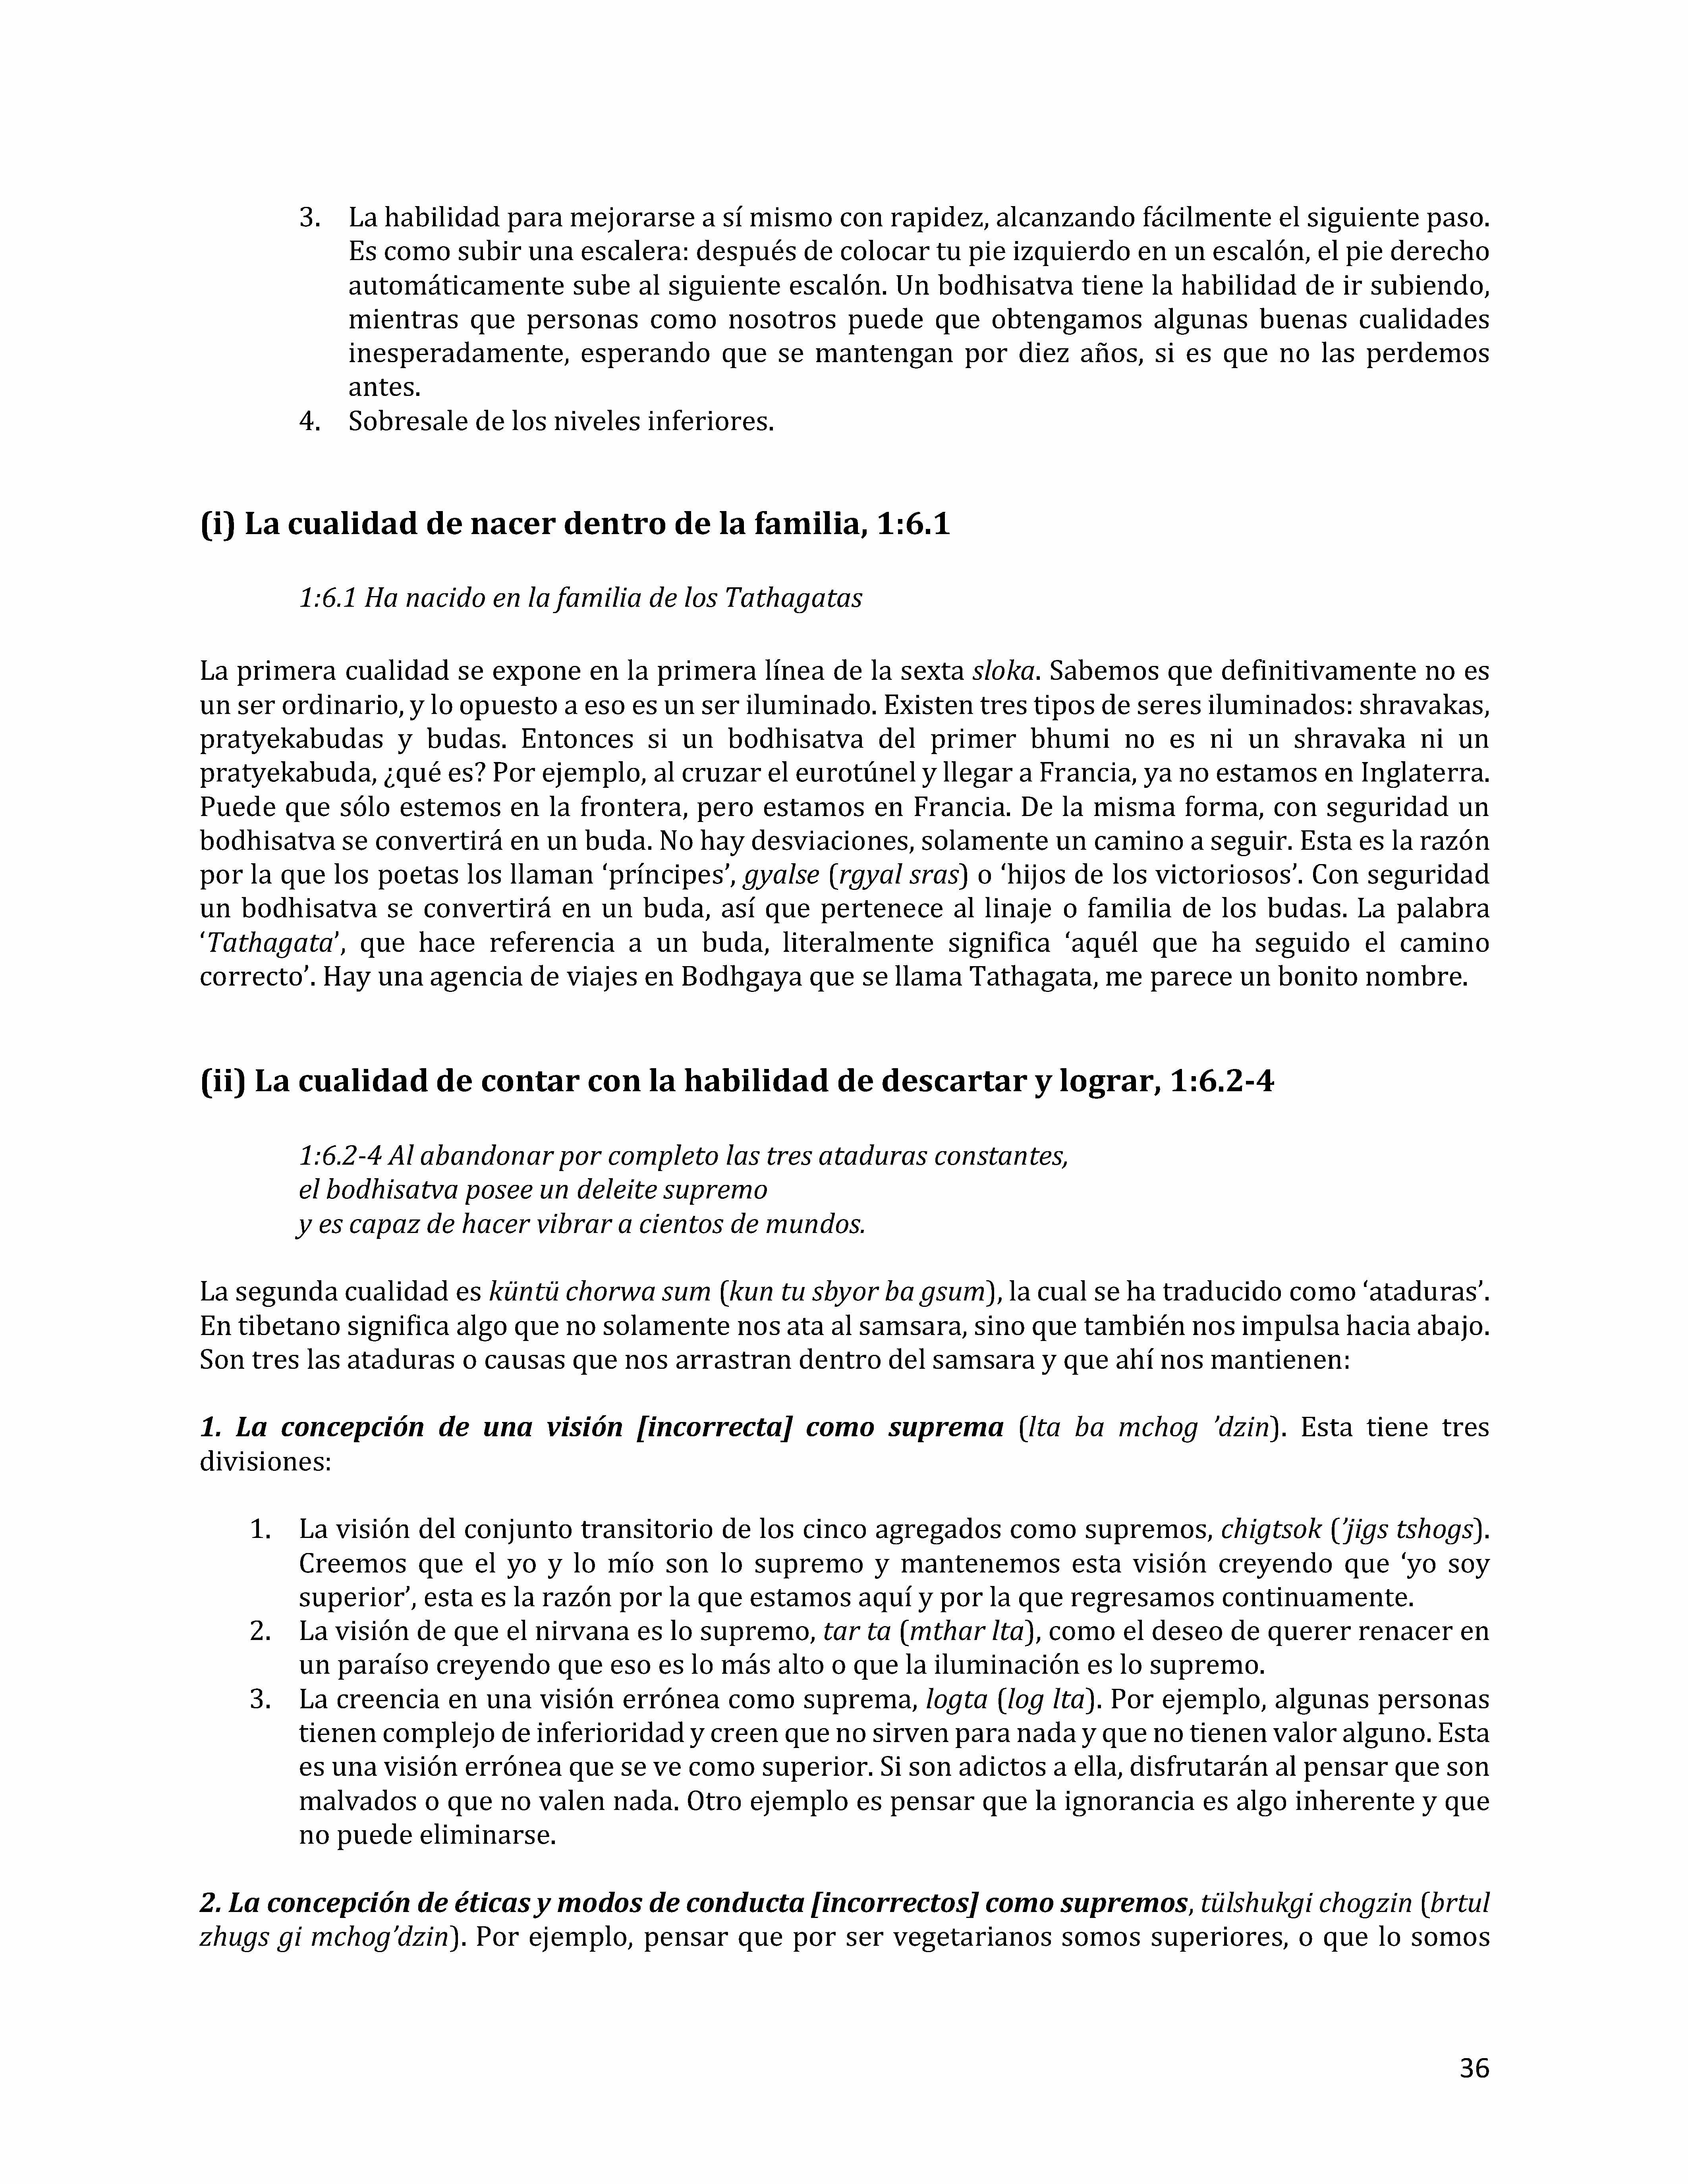 3. La habilidad para mejorarse a sí mismo con rapidez, alcanzando fácilmente el siguiente paso.
Es como subir una escalera: después de colocar tu pie izquierdo en un escalón, el pie derecho
automáticamente sube al siguiente escalón. Un bodhisatva tiene la habilidad de ir subiendo,
mientras que personas como nosotros puede que obtengamos algunas buenas cualidades
inesperadamente, esperando que se mantengan por diez años, si es que no las perdemos
antes.
4. Sobresale de los niveles inferiores.
(i) La cualidad de nacer dentro de la familia, 1:6.1
1:6.1 Ha nacido en la familia de los Tathagatas
La primera cualidad se expone en la primera línea de la sexta sloka. Sabemos que definitivamente no es
un ser ordinario, y lo opuesto a eso es un ser iluminado. Existen tres tipos de seres iluminados: shravakas,
pratyekabudas y budas. Entonces si un bodhisatva del primer bhumi no es ni un shravaka ni un
pratyekabuda, ¿qué es? Por ejemplo, al cruzar el eurotúnel y llegar a Francia, ya no estamos en Inglaterra.
Puede que sólo estemos en la frontera, pero estamos en Francia. De la misma forma, con seguridad un
bodhisatva se convertirá en un buda. No hay desviaciones, solamente un camino a seguir. Esta es la razón
por la que los poetas los llaman ‘príncipes’, gyalse (rgyal sras) o ‘hijos de los victoriosos’. Con seguridad
un bodhisatva se convertirá en un buda, así que pertenece al linaje o familia de los budas. La palabra
‘Tathagata’, que hace referencia a un buda, literalmente significa ‘aquél que ha seguido el camino
correcto’. Hay una agencia de viajes en Bodhgaya que se llama Tathagata, me parece un bonito nombre.
(ii) La cualidad de contar con la habilidad de descartar y lograr, 1:6.2-4
1:6.2-4 Al abandonar por completo las tres ataduras constantes,
el bodhisatva posee un deleite supremo
y es capaz de hacer vibrar a cientos de mundos.
La segunda cualidad es küntü chorwa sum (kun tu sbyor ba gsum), la cual se ha traducido como ‘ataduras’.
En tibetano significa algo que no solamente nos ata al samsara, sino que también nos impulsa hacia abajo.
Son tres las ataduras o causas que nos arrastran dentro del samsara y que ahí nos mantienen:
1. La concepción de una visión [incorrecta] como suprema (lta ba mchog ’dzin). Esta tiene tres
divisiones:
1. La visión del conjunto transitorio de los cinco agregados como supremos, chigtsok (’jigs tshogs).
Creemos que el yo y lo mío son lo supremo y mantenemos esta visión creyendo que ‘yo soy
superior’, esta es la razón por la que estamos aquí y por la que regresamos continuamente.
2. La visión de que el nirvana es lo supremo, tar ta (mthar lta), como el deseo de querer renacer en
un paraíso creyendo que eso es lo más alto o que la iluminación es lo supremo.
3. La creencia en una visión errónea como suprema, logta (log lta). Por ejemplo, algunas personas
tienen complejo de inferioridad y creen que no sirven para nada y que no tienen valor alguno. Esta
es una visión errónea que se ve como superior. Si son adictos a ella, disfrutarán al pensar que son
malvados o que no valen nada. Otro ejemplo es pensar que la ignorancia es algo inherente y que
no puede eliminarse.
2. La concepción de éticas y modos de conducta [incorrectos] como supremos, tülshukgi chogzin (brtul
zhugs gi mchog’dzin). Por ejemplo, pensar que por ser vegetarianos somos superiores, o que lo somos
36